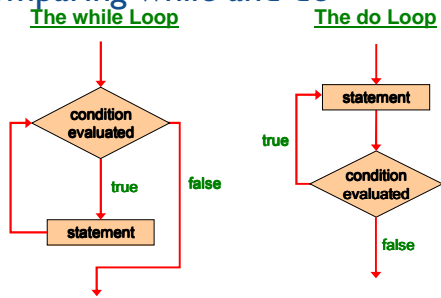 The while Loop
The do Loop
condition
evaluated
true
false
statement
statement
true
condition
evaluated
false